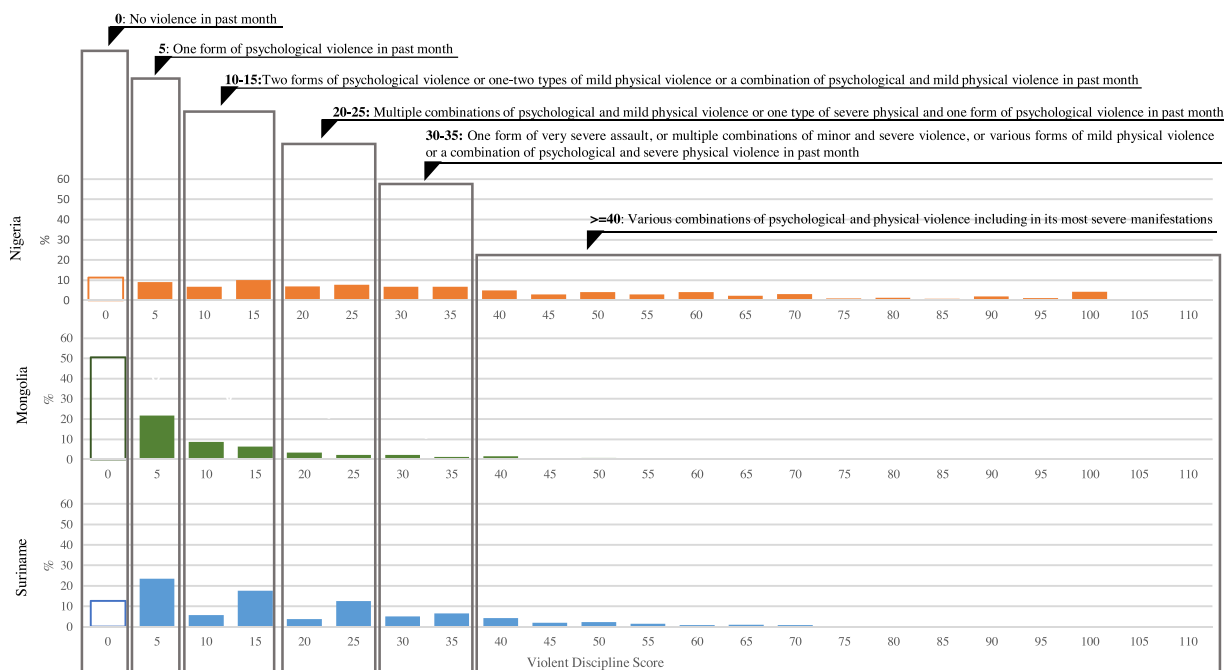 0: No violence in past month
5: One form of psychological violence in past month
10-15:Two forms of psychological violence or one-two types of mild physical violence or a combination of psychological and mild physical violence in past month
20-25: Multiple combinations of psychological and mild physical violence or one type of severe physical and one form of psychological violence in past month
30-35: One form of very severe assault, or multiple combinations of minor and severe violence, or various forms of mild physical violence
or a combination of psychological and severe physical violence in past month
>=40: Various combinations of psychological and physical violence including in its most severe manifestations
Nigeria
%
60
50
40
30
20
10
0
0 5 10 15 20 25 30 35 40 45 50 55 60 65 70 75 80 85 90 95 100 105 110
Mongolia
%
60
50
40
30
20
10
0
0 5 10 15 20 25 30 35 40 45 50 55 60 65 70 75 80 85 90 95 100 105 110
Suriname
%
60
50
40
30
20
10
0
0 5 10 15 20 25 30 35 40 45 50 55 60 65 70 75 80 85 90 95 100 105 110
Violent Discipline Score